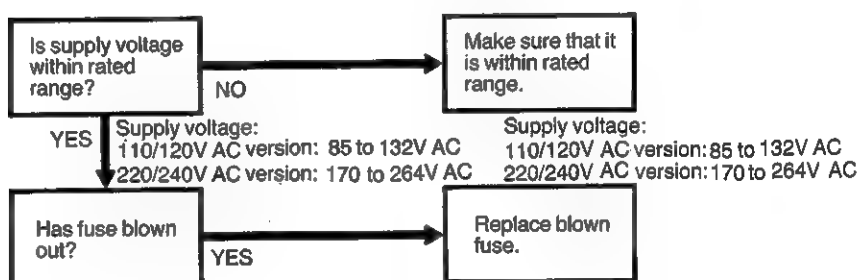 Is supply voltage
within rated
range?
NO
Make sure that it
is within rated
range.
YES
Supply voltage:
110/120V AC version: 85 to 132V AC
220/240V AC version: 170 to 264V AC
Supply voltage:
110/120V AC version: 85 to 132V AC
220/240V AC version: 170 to 264V AC
Has fuse blown
out?
YES
Replace blown
fuse.